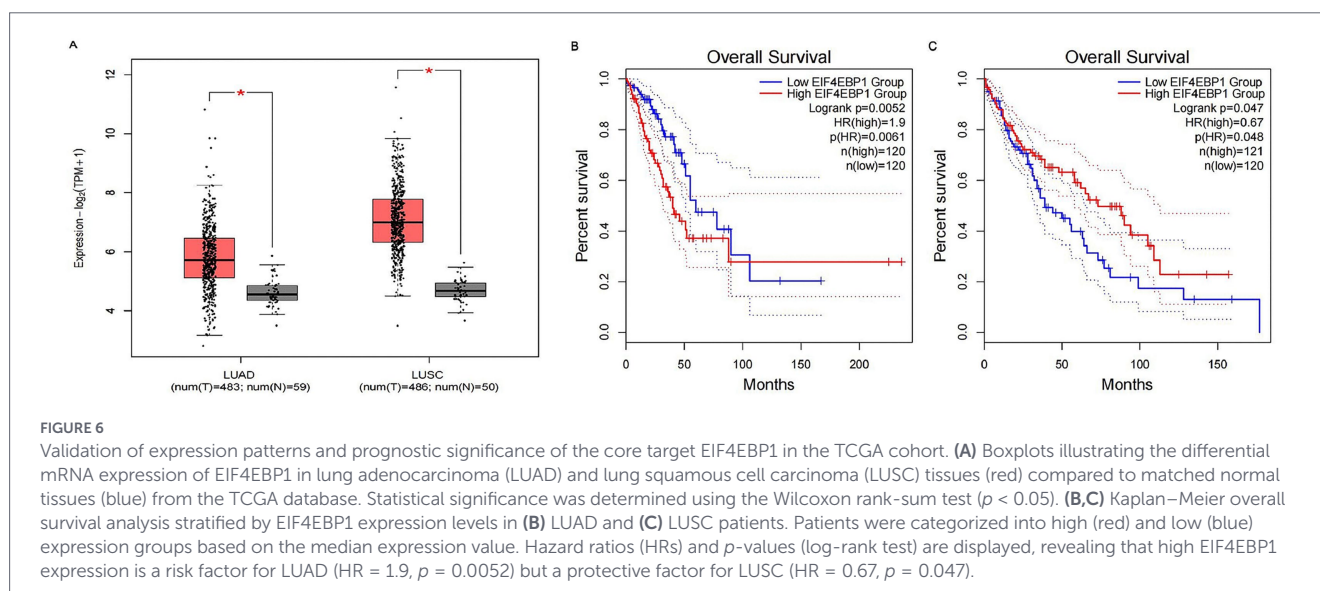 A
12
10
8
6
4
Expression−log₂(TPM+1)
*
*
LUAD
(num(T)=483; num(N)=59)
LUSC
(num(T)=486; num(N)=50)
B
Overall Survival
Low EIF4EBP1 Group
High EIF4EBP1 Group
Logrank p=0.0052
HR(high)=1.9
p(HR)=0.0061
n(high)=120
n(low)=120
Percent survival
1.0
0.8
0.6
0.4
0.2
0.0
0 50 100 150 200
Months
C
Overall Survival
Low EIF4EBP1 Group
High EIF4EBP1 Group
Logrank p=0.047
HR(high)=0.67
p(HR)=0.048
n(high)=121
n(low)=120
Percent survival
1.0
0.8
0.6
0.4
0.2
0.0
0 50 100 150
Months
FIGURE 6
Validation of expression patterns and prognostic significance of the core target EIF4EBP1 in the TCGA cohort. (A) Boxplots illustrating the differential
mRNA expression of EIF4EBP1 in lung adenocarcinoma (LUAD) and lung squamous cell carcinoma (LUSC) tissues (red) compared to matched normal
tissues (blue) from the TCGA database. Statistical significance was determined using the Wilcoxon rank-sum test (p < 0.05). (B,C) Kaplan–Meier overall
survival analysis stratified by EIF4EBP1 expression levels in (B) LUAD and (C) LUSC patients. Patients were categorized into high (red) and low (blue)
expression groups based on the median expression value. Hazard ratios (HRs) and p-values (log-rank test) are displayed, revealing that high EIF4EBP1
expression is a risk factor for LUAD (HR = 1.9, p = 0.0052) but a protective factor for LUSC (HR = 0.67, p = 0.047).